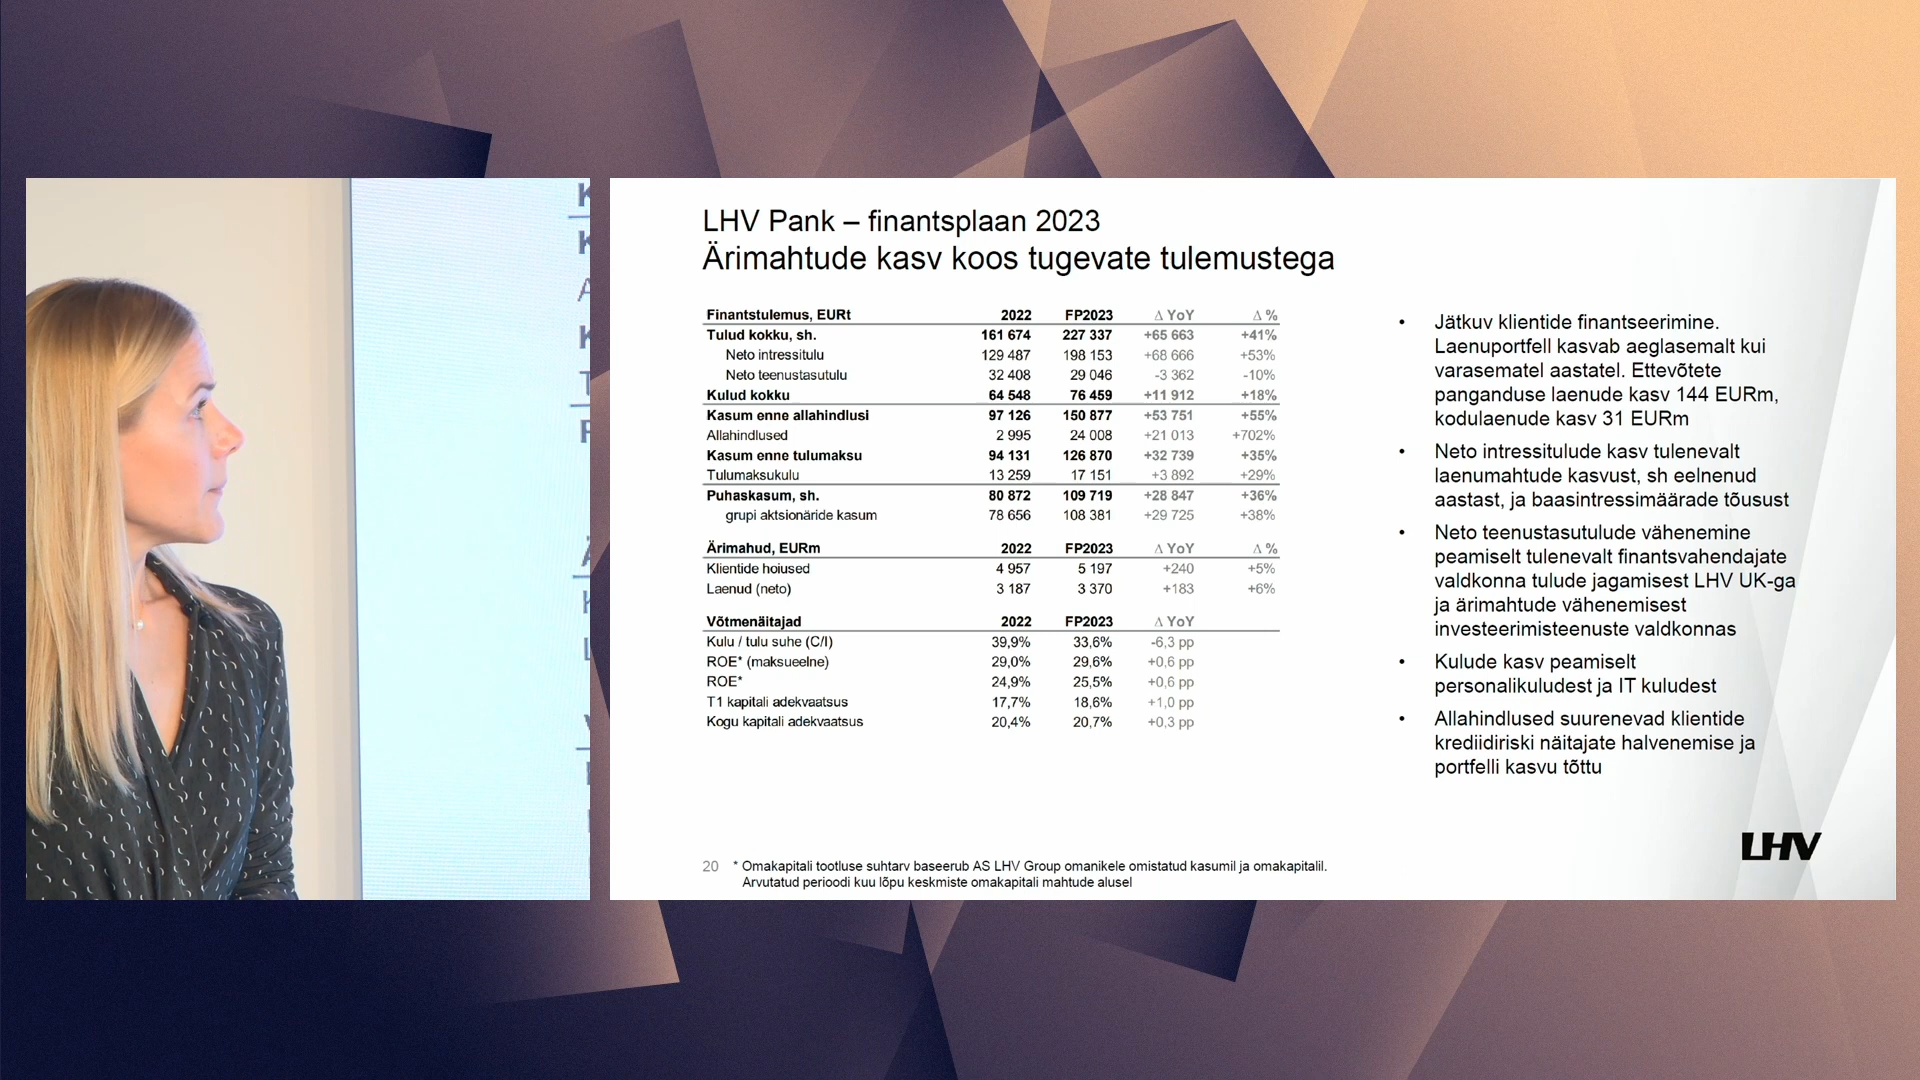 LHV Pank – finantsplaan 2023
Ärimahtude kasv koos tugevate tulemustega
Finantstulemus, EURt 2022 FP2023 Δ YoY Δ %
Tulud kokku, sh. 161 674 227 337 +65 663 +41%
Neto intressitulu 129 487 198 153 +68 666 +53%
Neto teenustasutulu 32 408 29 046 -3 362 -10%
Kulud kokku 64 548 76 459 +11 912 +18%
Kasum enne allahindlusi 97 126 150 877 +53 751 +55%
Allahindlused 2 995 24 008 +21 013 +702%
Kasum enne tulumaksu 94 131 126 870 +32 739 +35%
Tulumaksukulu 13 259 17 151 +3 892 +29%
Puhaskasum, sh. 80 872 109 719 +28 847 +36%
grupi aktsionäride kasum 78 656 108 381 +29 725 +38%
Ärimahud, EURm 2022 FP2023 Δ YoY Δ %
Klientide hoiused 4 957 5 197 +240 +5%
Laenud (neto) 3 187 3 370 +183 +6%
Võtmenäitajad 2022 FP2023 Δ YoY
Kulu / tulu suhe (C/I) 39,9% 33,6% -6,3 pp
ROE* (maksueelne) 29,0% 29,6% +0,6 pp
ROE* 24,9% 25,5% +0,6 pp
T1 kapitali adekvaatsus 17,7% 18,6% +1,0 pp
Kogu kapitali adekvaatsus 20,4% 20,7% +0,3 pp
• Jätkuv klientide finantseerimine.
Laenuportfell kasvab aeglasemalt kui
varasematel aastatel. Ettevõtete
panganduse laenude kasv 144 EURm,
kodulaenude kasv 31 EURm
• Neto intressitulude kasv tulenevalt
laenumahtude kasvust, sh eelnenud
aastast, ja baasintressimäärade tõusust
• Neto teenustasutulude vähenemine
peamiselt tulenevalt finantsvahendajate
valdkonna tulude jagamisest LHV UK-ga
ja ärimahtude vähenemisest
investeerimisteenuste valdkonnas
• Kulude kasv peamiselt
personalikuludest ja IT kuludest
• Allahindlused suurenevad klientide
krediidiriski näitajate halvenemise ja
portfelli kasvu tõttu
LHV
20 * Omakapitali tootluse suhtarv baseerub AS LHV Group omanikele omistatud kasumil ja omakapitalil.
Arvutatud perioodi kuu lõpu keskmiste omakapitali mahtude alusel